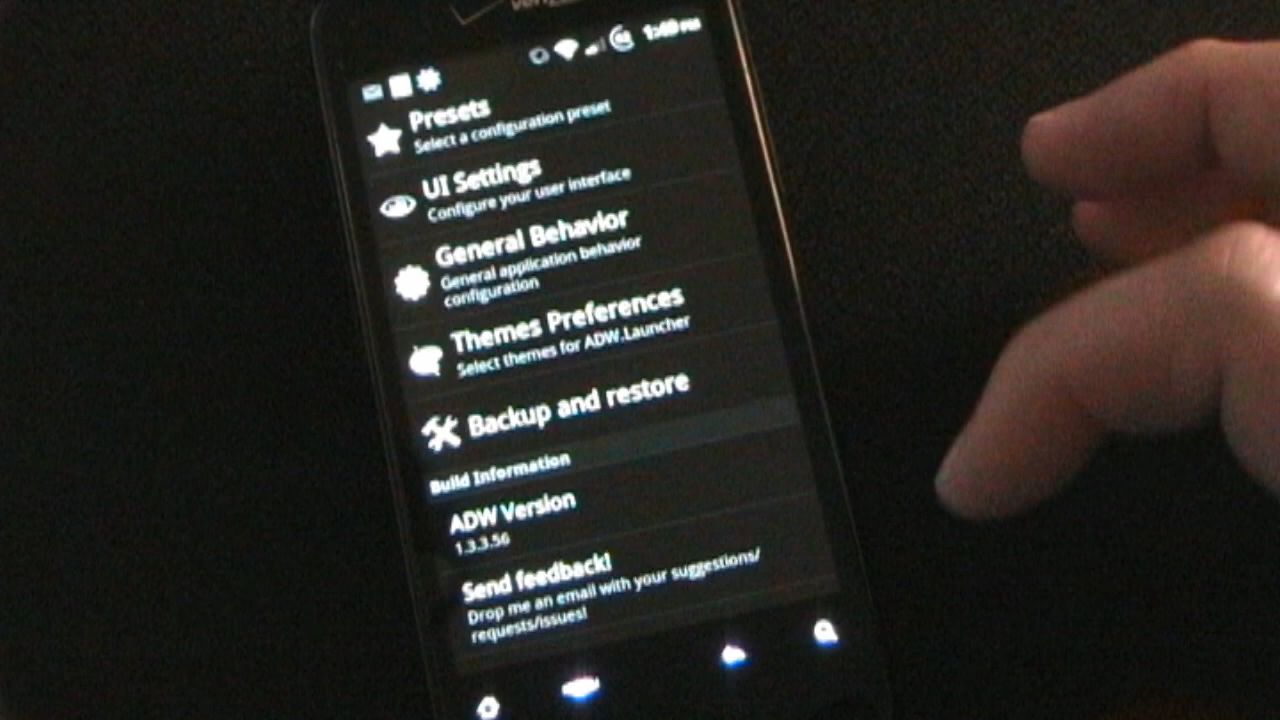 verizon
1:49 PM
Presets
Select a configuration preset
UI Settings
Configure your user interface
General Behavior
General application behavior
configuration
Themes Preferences
Select themes for ADW.Launcher
Backup and restore
Build Information
ADW Version
1.3.3.56
Send feedback!
Drop me an email with your suggestions/
requests/issues!